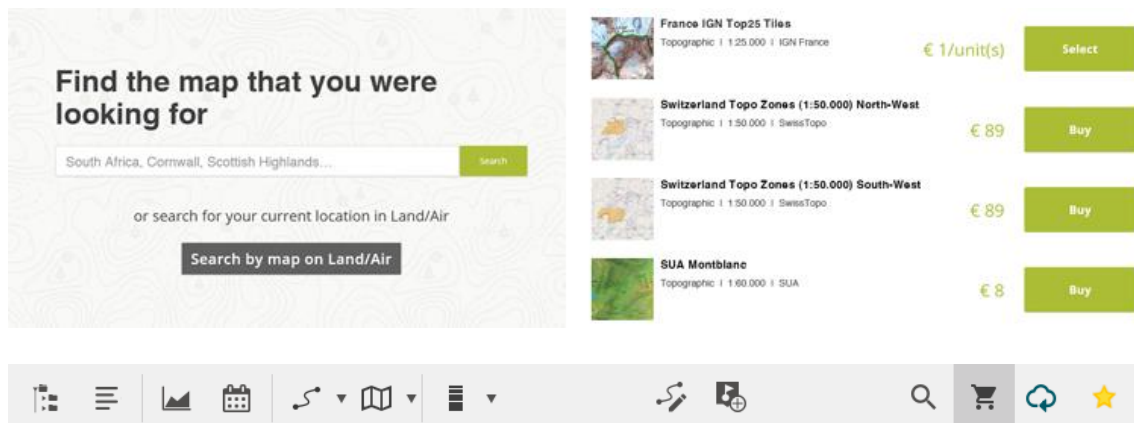 Find the map that you were
looking for
South Africa, Cornwall, Scottish Highlands...
Search
or search for your current location in Land/Air
Search by map on Land/Air
France IGN Top25 Tiles
Topographic | 1:25.000 | IGN France
€ 1/unit(s)
Select
Switzerland Topo Zones (1:50.000) North-West
Topographic | 1:50.000 | SwissTopo
€ 89
Buy
Switzerland Topo Zones (1:50.000) South-West
Topographic | 1:50.000 | SwissTopo
€ 89
Buy
SUA Montblanc
Topographic | 1:60.000 | SUA
€ 8
Buy